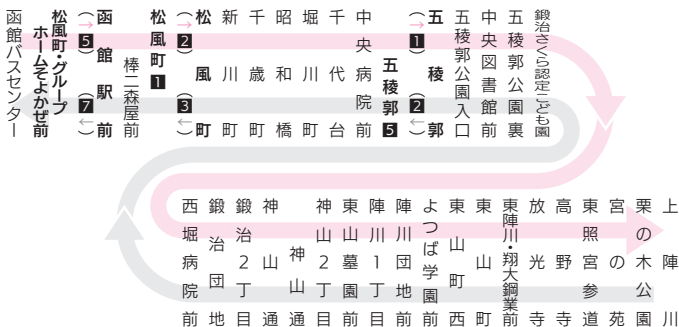 函館バスセンター
松風町・グループ
ホームそよかぜ前
函館駅前
(→5)
(7←)
棒二森屋前
松風町1
松風町
(→2)
(3←)
新川町
千歳町
昭和橋
堀川町
千代台
中央病院前
五稜郭5
五稜郭
(→1)
(2←)
五稜郭公園入口
中央図書館前
五稜郭公園裏
鍛治さくら認定こども園
西堀病院前
鍛治団地
鍛治2丁目
神山通
神山通
神山2丁目
東山墓園前
陣川1丁目
陣川団地前
よつば学園前
東山町西
東山町
東陣川・翔大鋼業前
放光寺
高野寺
東照宮参道
宮の苑
栗の木公園
上陣川